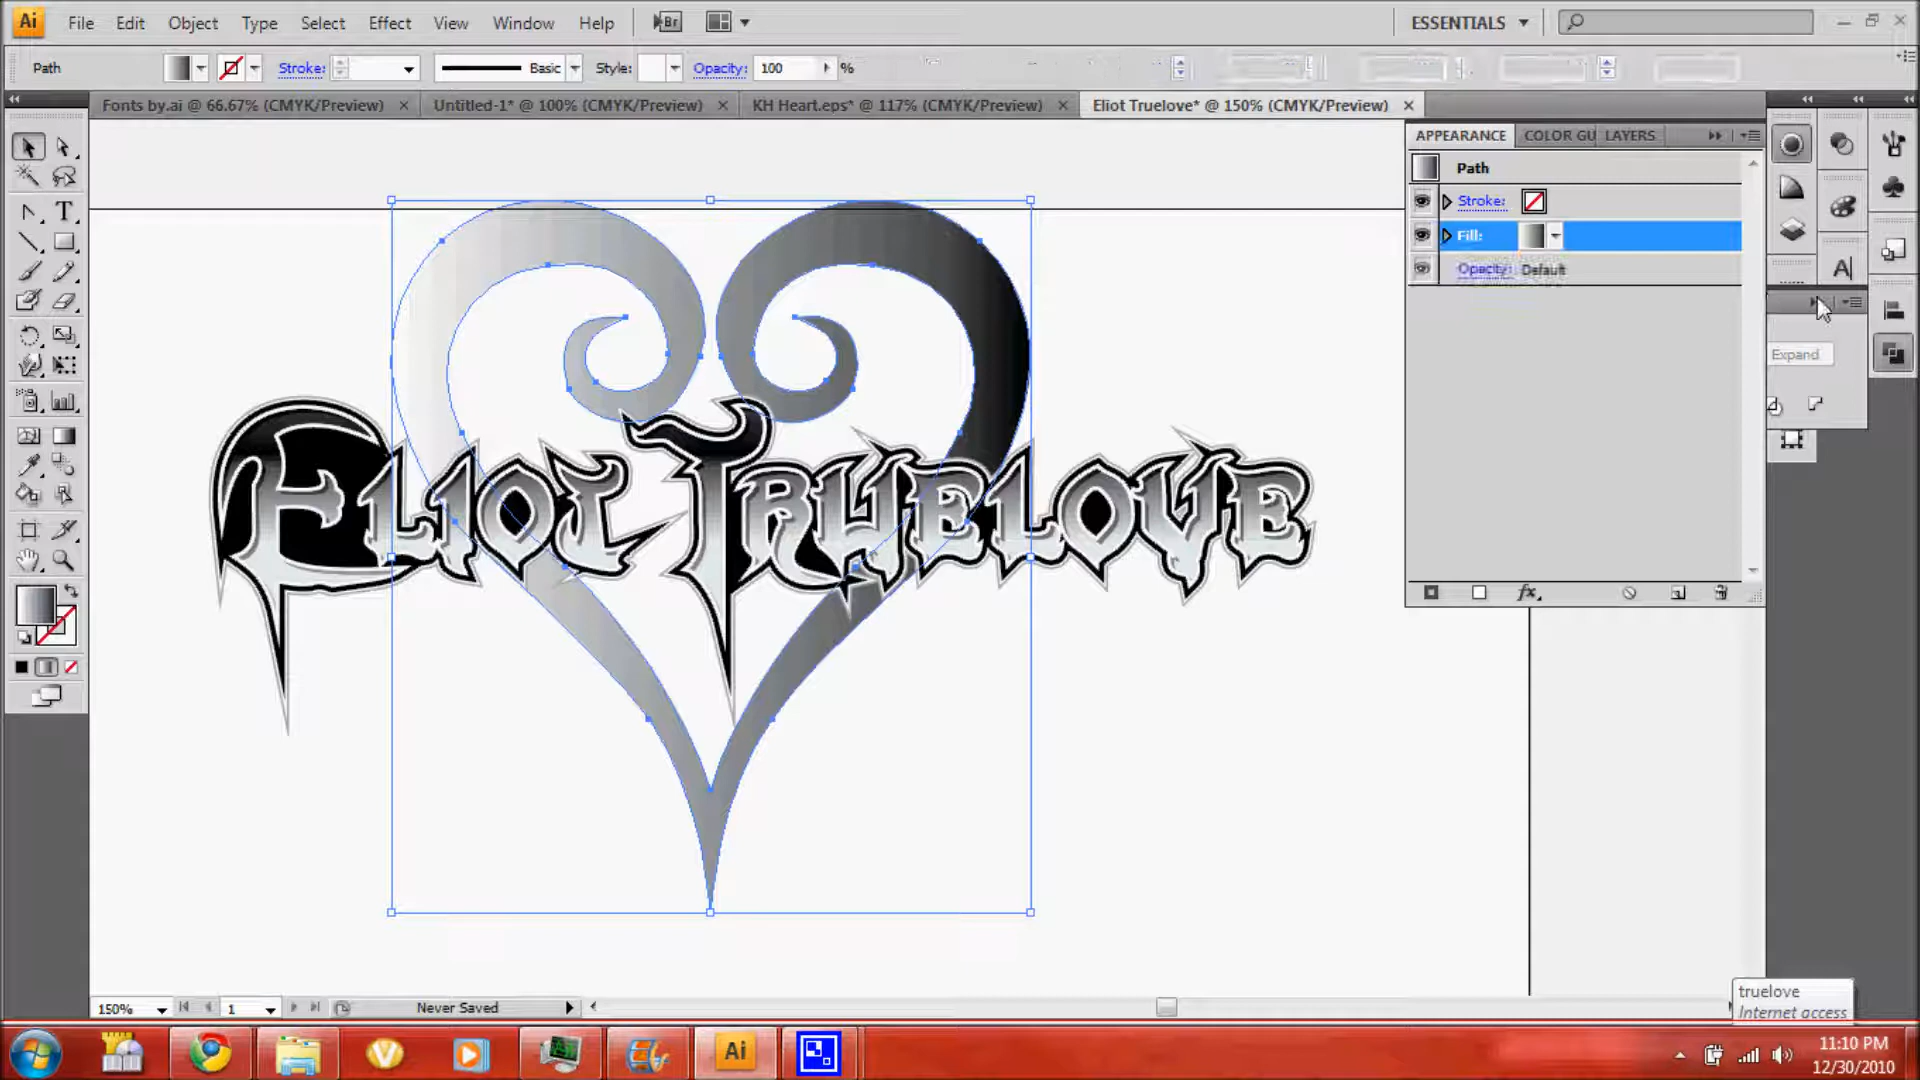 Ai File Edit Object Type Select Effect View Window Help Br ESSENTIALS
Path Stroke: Basic Style: Opacity: 100 %
Fonts by.ai @ 66.67% (CMYK/Preview) Untitled-1* @ 100% (CMYK/Preview) KH Heart.eps* @ 117% (CMYK/Preview) Eliot Truelove* @ 150% (CMYK/Preview)
APPEARANCE COLOR GU LAYERS
Path
Stroke:
Fill:
Opacity: Default
Expand
ELIOT TRUELOVE
fx
150% 1 Never Saved
truelove
Internet access
Ai
11:10 PM
12/30/2010